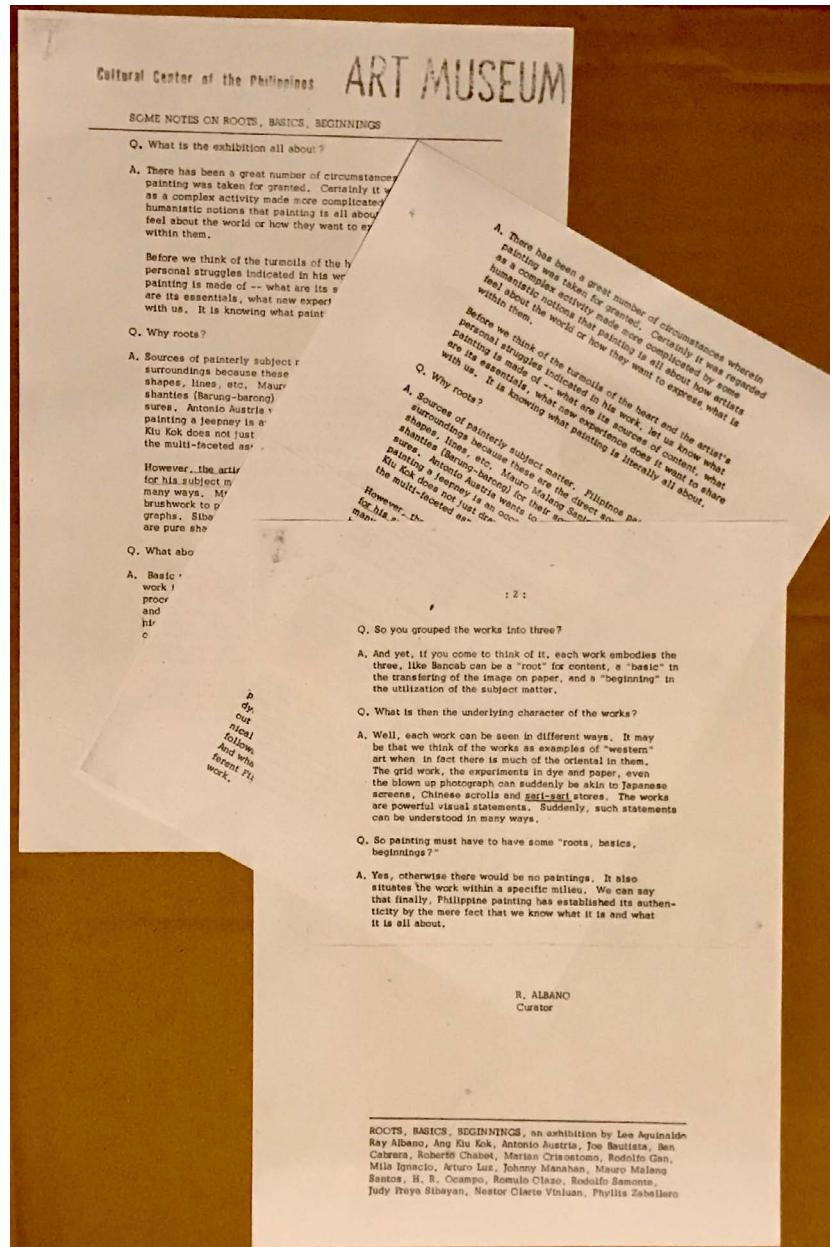 Cultural Center of the Philippines ART MUSEUM
SOME NOTES ON ROOTS, BASICS, BEGINNINGS
Q. What is the exhibition all about?
A. There has been a great number of circumstances
painting was taken for granted. Certainly it
as a complex activity made more complicated
humanistic notions that painting is all about
feel about the world or how they want to
within them.
Before we think of the turmoils of the
personal struggles indicated in his
painting is made of -- what are its
are its essentials, what new
with us. It is knowing what
Q. Why roots?
A. Sources of painterly subject
surroundings because these
shapes, lines, etc.
shanties (Barung-barong)
sures. Antonio Austria
painting a jeepney is
Kiu Kok does not just
the multi-faceted
However, the
for his subject
many ways.
brushwork to
graphs.
are pure
Q. What
A. Basic
work
and
A. There has been a great number of circumstances wherein
painting was taken for granted. Certainly it was regarded
as a complex activity made more complicated by some
humanistic notions that painting is all about how artists
feel about the world or how they want to express what is
within them.
Before we think of the turmoils of the heart and the artist's
personal struggles indicated in his work, let us know what
painting is made of -- what are its sources of content, what
are its essentials, what new experience does it want to share
with us. It is knowing what painting is literally all about.
Q. Why roots?
A. Sources of painterly subject matter. Filipinos
surroundings because these are the direct
shapes, lines, etc. Mauro Malang
shanties (Barung-barong) for their
sures. Antonio Austria wants to
painting a jeepney is an
Kiu Kok does not just
the multi-faceted
However,
for his
out
nical
And
work.
: 2 :
Q. So you grouped the works into three?
A. And yet, if you come to think of it, each work embodies the
three, like Bancab can be a "root" for content, a "basic" in
the transfering of the image on paper, and a "beginning" in
the utilization of the subject matter.
Q. What is then the underlying character of the works?
A. Well, each work can be seen in different ways. It may
be that we think of the works as examples of "western"
art when in fact there is much of the oriental in them.
The grid work, the experiments in dye and paper, even
the blown up photograph can suddenly be akin to Japanese
screens, Chinese scrolls and sari-sari stores. The works
are powerful visual statements. Suddenly, such statements
can be understood in many ways.
Q. So painting must have to have some "roots, basics,
beginnings?"
A. Yes, otherwise there would be no paintings. It also
situates the work within a specific milieu. We can say
that finally, Philippine painting has established its authen-
ticity by the mere fact that we know what it is and what
it is all about.
R. ALBANO
Curator
ROOTS, BASICS, BEGINNINGS, an exhibition by Lee Aguinaldo
Ray Albano, Ang Kiu Kok, Antonio Austria, Joe Bautista, Ben
Cabrera, Roberto Chabet, Marian Crisostomo, Rodolfo Gan,
Mila Ignacio, Arturo Luz, Johnny Manahan, Mauro Malang
Santos, H. R. Ocampo, Romulo Olazo, Rodolfo Samonte,
Judy Freya Sibayan, Nestor Olarte Vinluan, Phyllis Zaballero